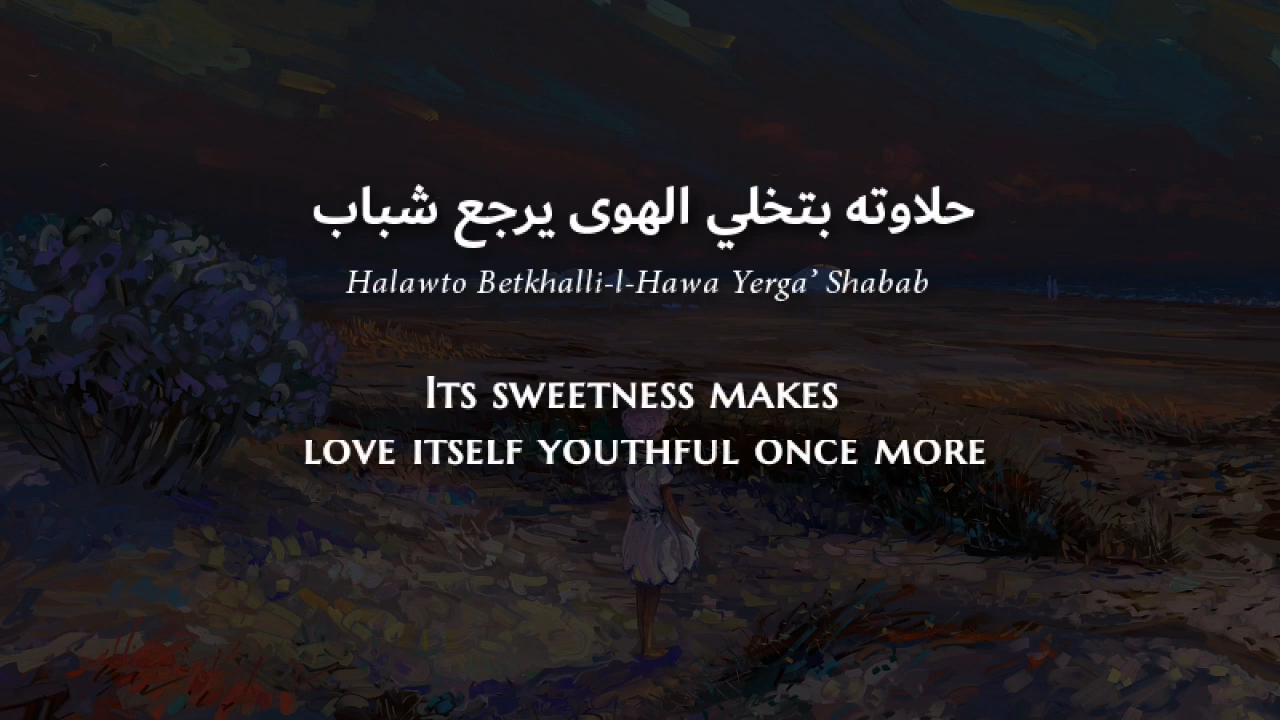 حلاوته بتخلي الهوى يرجع شباب
Halawto Betkhalli-l-Hawa Yerga’ Shabab
Its sweetness makes
love itself youthful once more